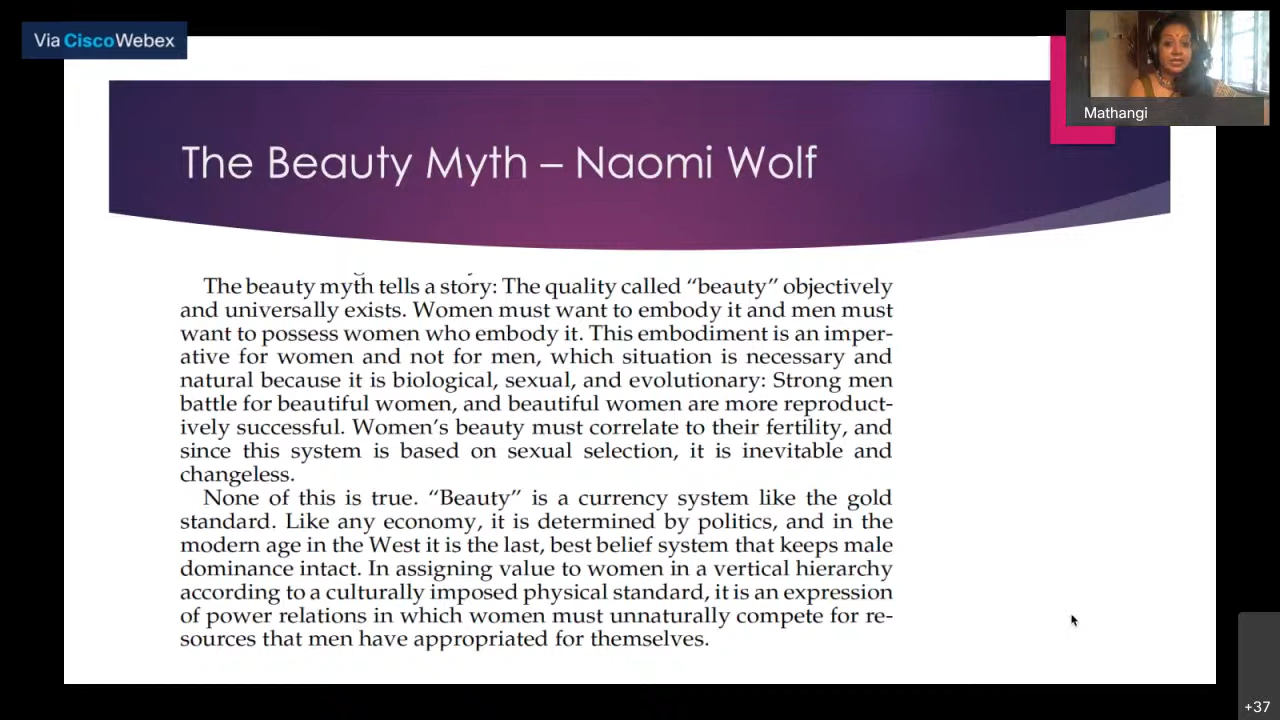 Via Cisco Webex
Mathangi
The Beauty Myth – Naomi Wolf
The beauty myth tells a story: The quality called “beauty” objectively
and universally exists. Women must want to embody it and men must
want to possess women who embody it. This embodiment is an imper-
ative for women and not for men, which situation is necessary and
natural because it is biological, sexual, and evolutionary: Strong men
battle for beautiful women, and beautiful women are more reproduct-
ively successful. Women’s beauty must correlate to their fertility, and
since this system is based on sexual selection, it is inevitable and
changeless.
None of this is true. “Beauty” is a currency system like the gold
standard. Like any economy, it is determined by politics, and in the
modern age in the West it is the last, best belief system that keeps male
dominance intact. In assigning value to women in a vertical hierarchy
according to a culturally imposed physical standard, it is an expression
of power relations in which women must unnaturally compete for re-
sources that men have appropriated for themselves.
+37